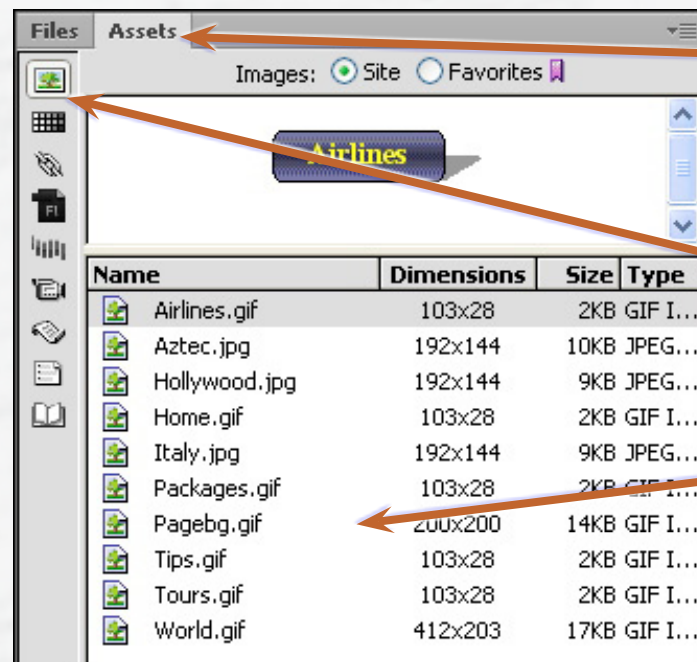 Files Assets
Images: Site Favorites
Airlines
Name Dimensions Size Type
Airlines.gif 103x28 2KB GIF I...
Aztec.jpg 192x144 10KB JPEG...
Hollywood.jpg 192x144 9KB JPEG...
Home.gif 103x28 2KB GIF I...
Italy.jpg 192x144 9KB JPEG...
Packages.gif 103x28 2KB GIF I...
Pagebg.gif 200x200 14KB GIF I...
Tips.gif 103x28 2KB GIF I...
Tours.gif 103x28 2KB GIF I...
World.gif 412x203 17KB GIF I...